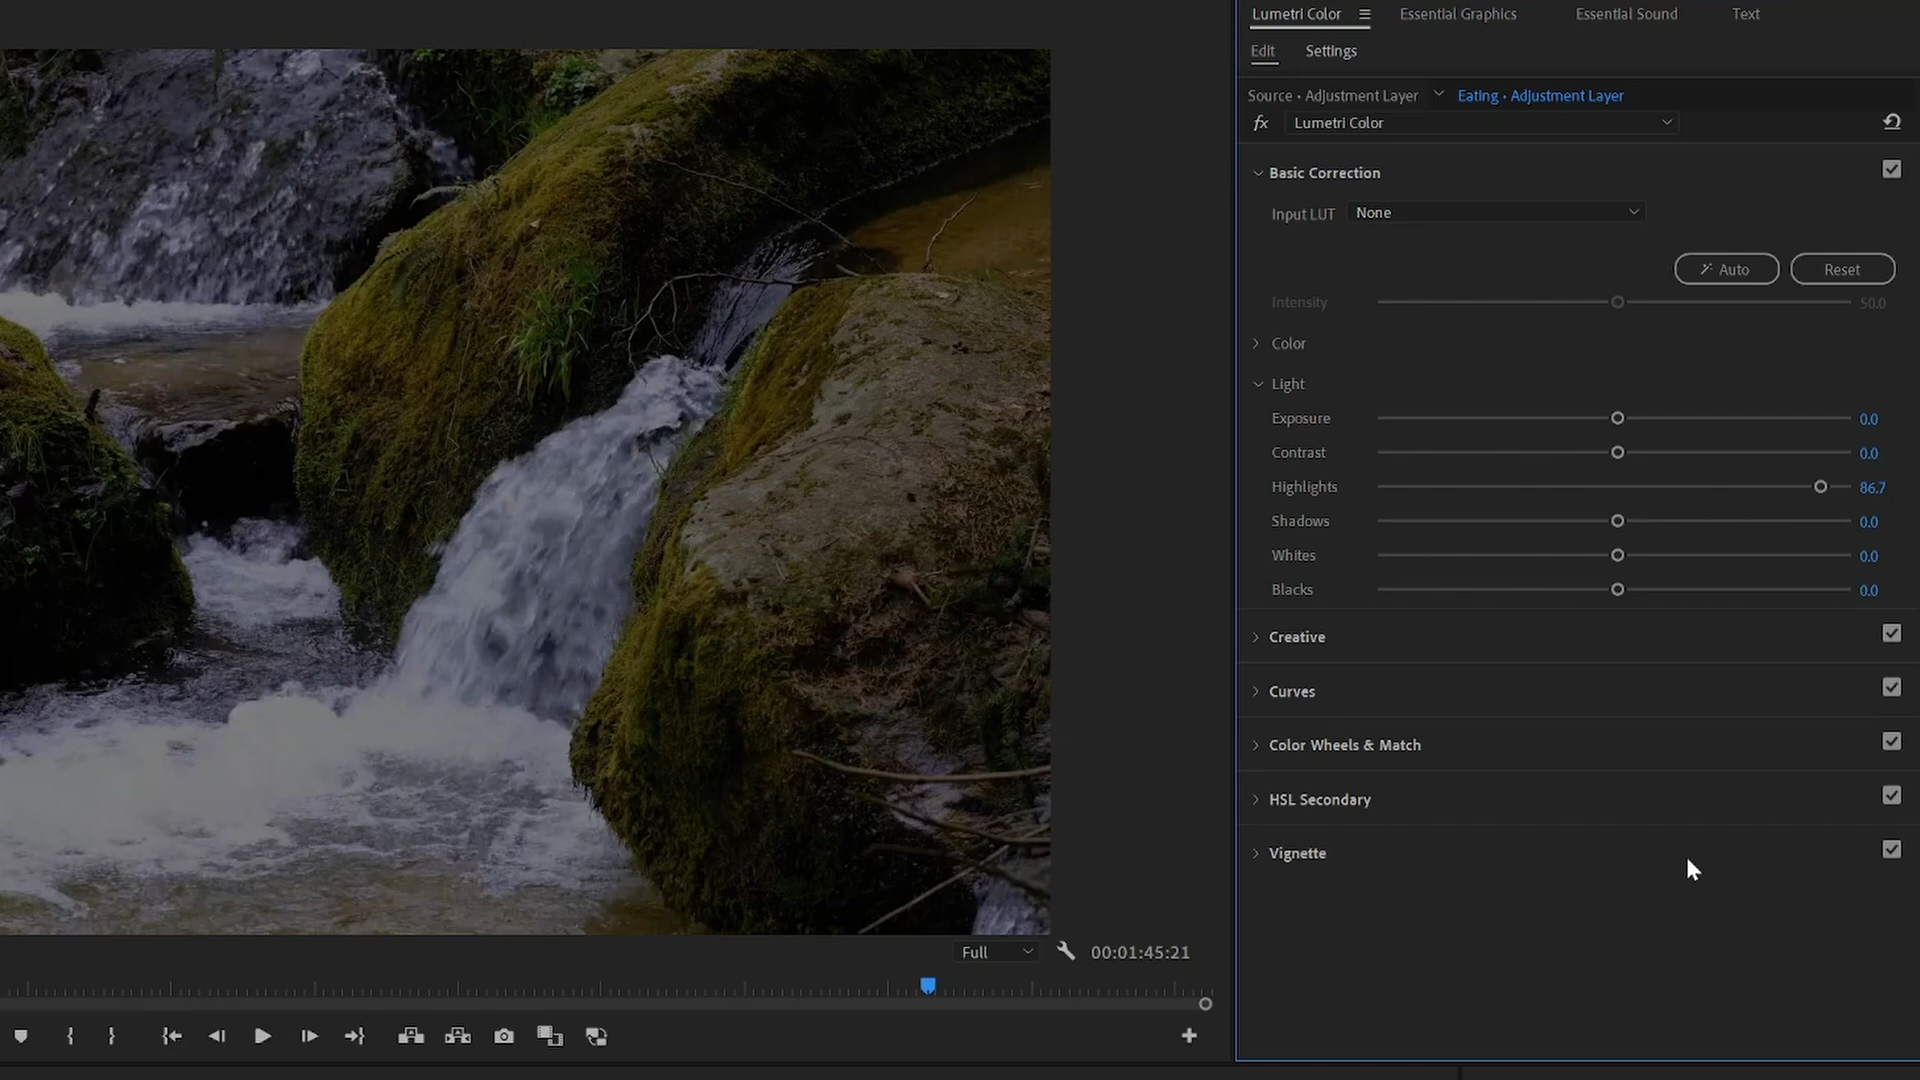 Lumetri Color
Essential Graphics
Essential Sound
Text
Edit
Settings
Source • Adjustment Layer
Eating • Adjustment Layer
fx
Lumetri Color
Basic Correction
Input LUT
None
Auto
Reset
Intensity
50.0
Color
Light
Exposure
0.0
Contrast
0.0
Highlights
86.7
Shadows
0.0
Whites
0.0
Blacks
0.0
Creative
Curves
Color Wheels & Match
HSL Secondary
Vignette
Full
00:01:45:21